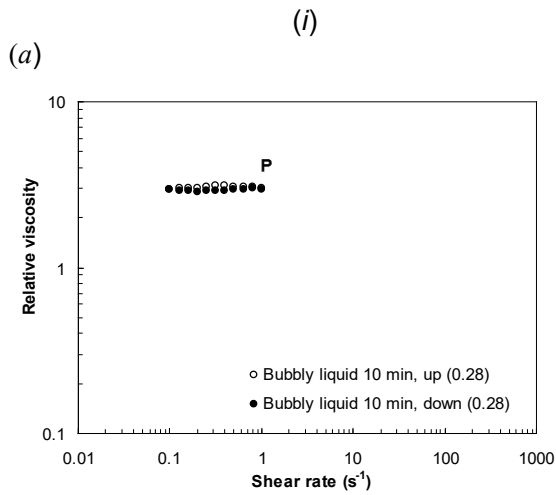 (i)
(a)
10
P
Relative viscosity
1
○ Bubbly liquid 10 min, up (0.28)
● Bubbly liquid 10 min, down (0.28)
0.1
0.01 0.1 1 10 100 1000
Shear rate (s⁻¹)